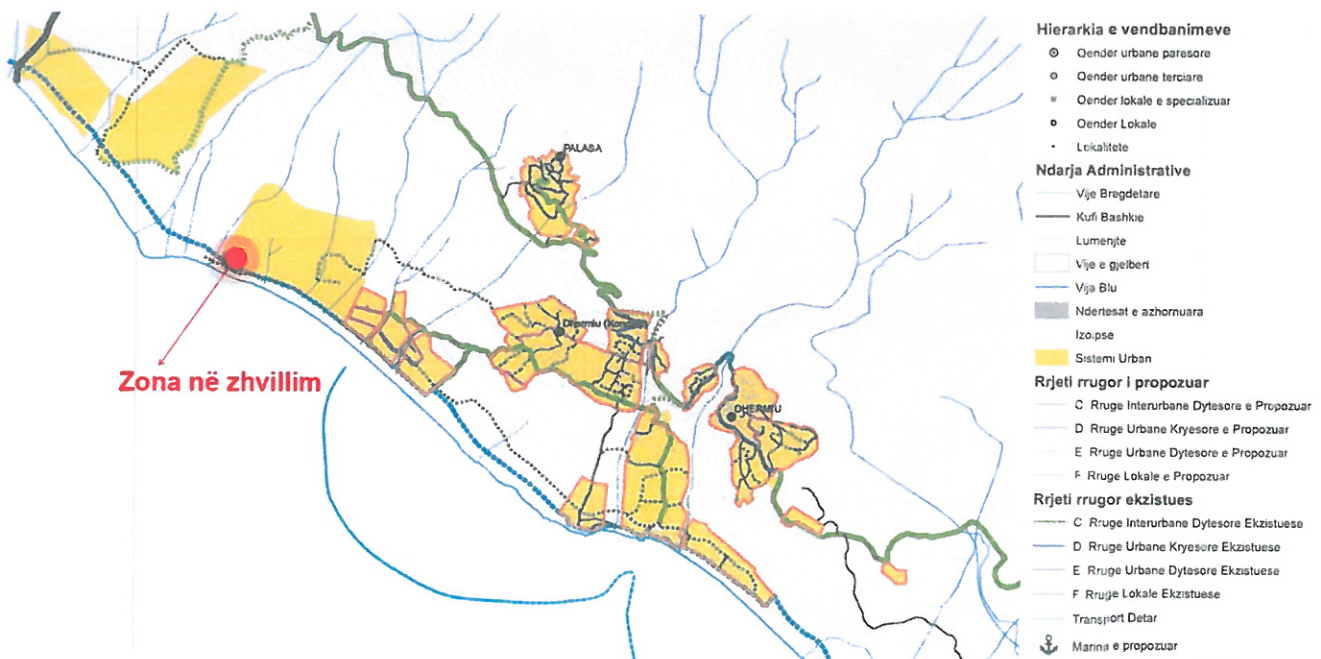 PALASA
Dhermiu
DHERMIU
Zona në zhvillim
Hierarkia e vendbanimeve
Qender urbane paresore
Qender urbane terciare
Qender lokale e specializuar
Qender Lokale
Lokalitete
Ndarja Administrative
Vije Bregdetare
Kufi Bashkie
Lumenjte
Vije e gjelbert
Vija Blu
Ndertesat e azhornuara
Izoipse
Sistemi Urban
Rrjeti rrugor i propozuar
C Rruge Interurbane Dytesore e Propozuar
D Rruge Urbane Kryesore e Propozuar
E Rruge Urbane Dytesore e Propozuar
F Rruge Lokale e Propozuar
Rrjeti rrugor ekzistues
C Rruge Interurbane Dytesore Ekzistuese
D Rruge Urbane Kryesore Ekzistuese
E Rruge Urbane Dytesore Ekzistuese
F Rruge Lokale Ekzistuese
Transport Detar
Marina e propozuar